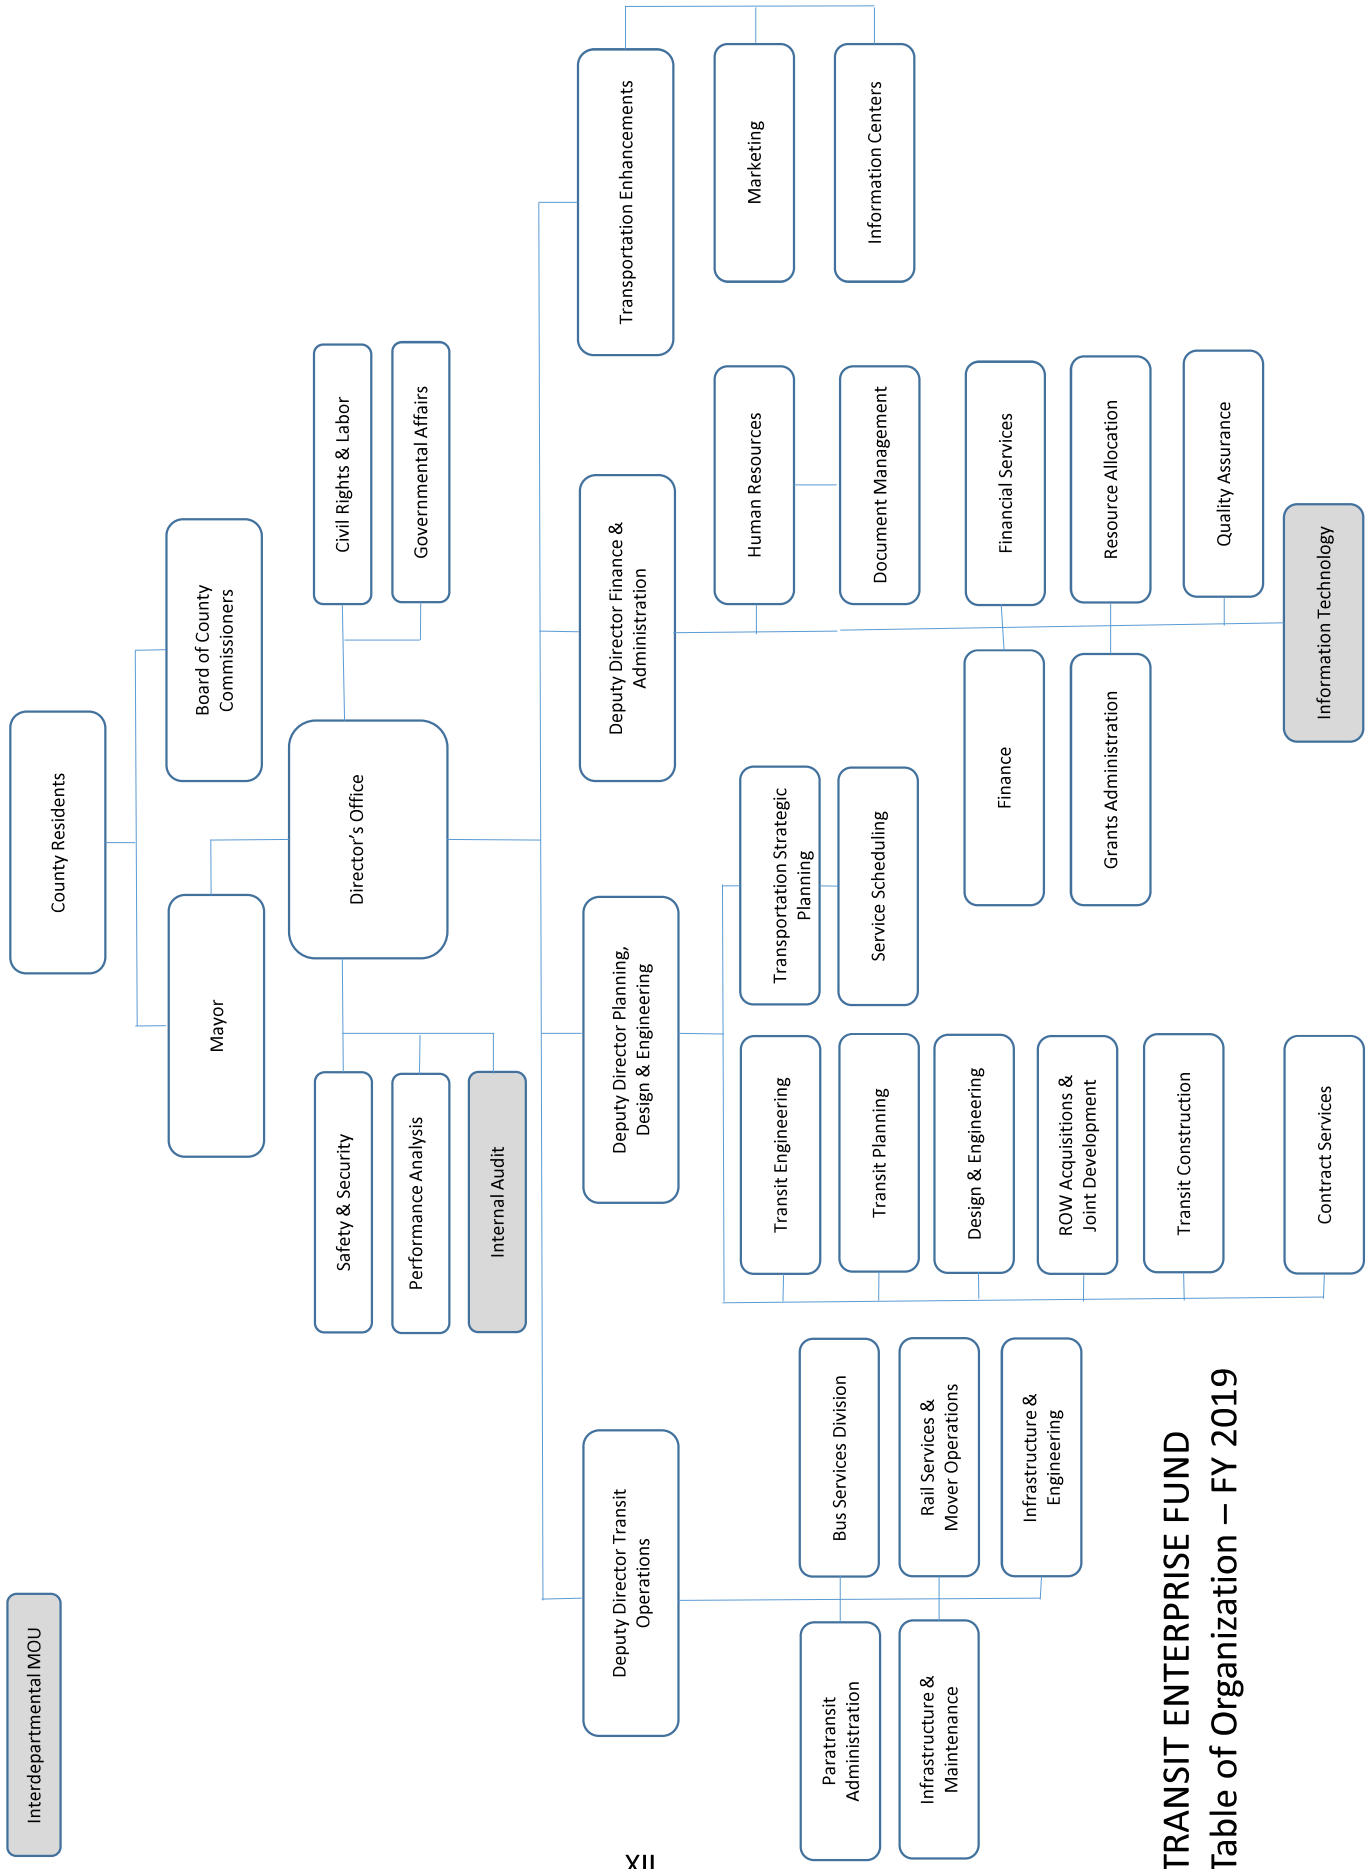 Interdepartmental MOU
County Residents
Mayor
Board of County
Commissioners
Director's Office
Safety & Security
Performance Analysis
Internal Audit
Civil Rights & Labor
Governmental Affairs
Deputy Director Transit
Operations
Deputy Director Planning,
Design & Engineering
Deputy Director Finance &
Administration
Transportation Enhancements
Paratransit
Administration
Bus Services Division
Infrastructure &
Maintenance
Rail Services &
Mover Operations
Infrastructure &
Engineering
Transit Engineering
Transportation Strategic
Planning
Transit Planning
Service Scheduling
Design & Engineering
ROW Acquisitions &
Joint Development
Transit Construction
Contract Services
Human Resources
Document Management
Finance
Financial Services
Grants Administration
Resource Allocation
Quality Assurance
Information Technology
Marketing
Information Centers
TRANSIT ENTERPRISE FUND
Table of Organization – FY 2019
XII